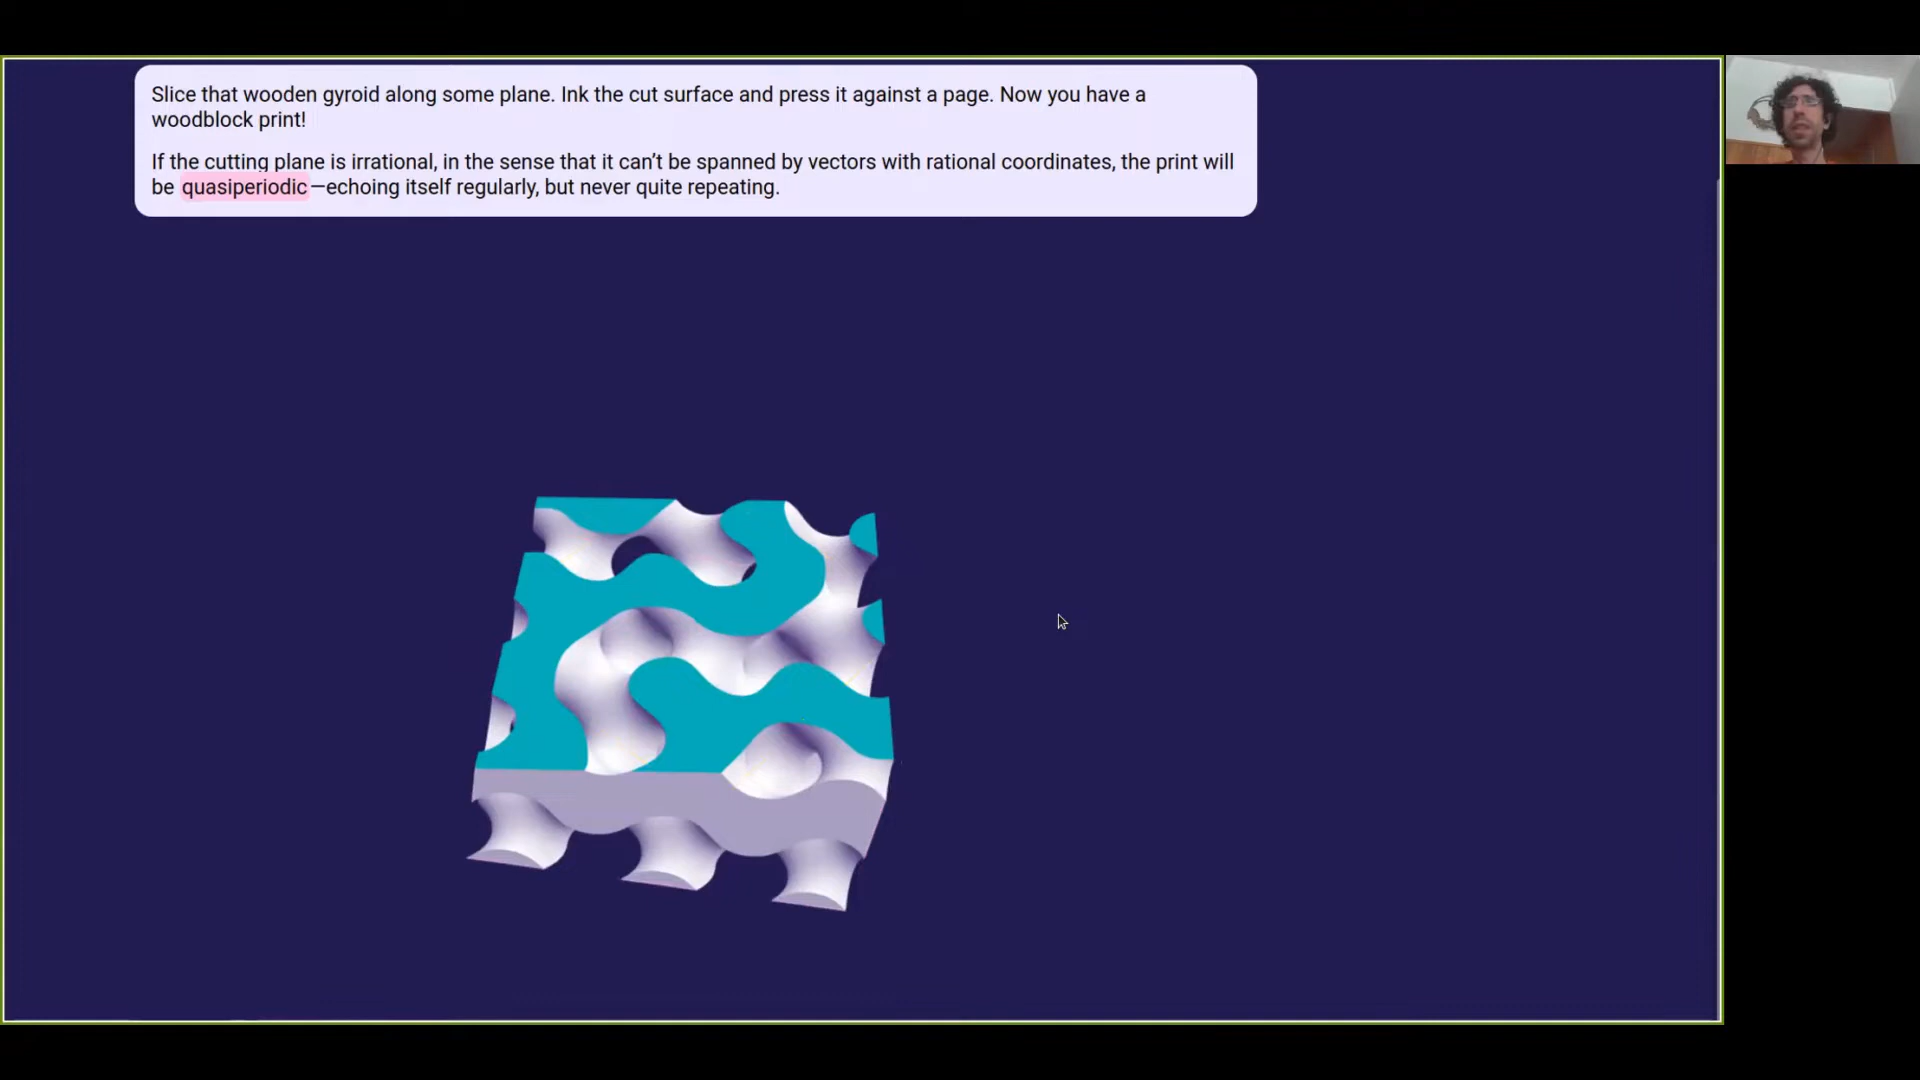 Slice that wooden gyroid along some plane. Ink the cut surface and press it against a page. Now you have a
woodblock print!
If the cutting plane is irrational, in the sense that it can’t be spanned by vectors with rational coordinates, the print will
be quasiperiodic—echoing itself regularly, but never quite repeating.